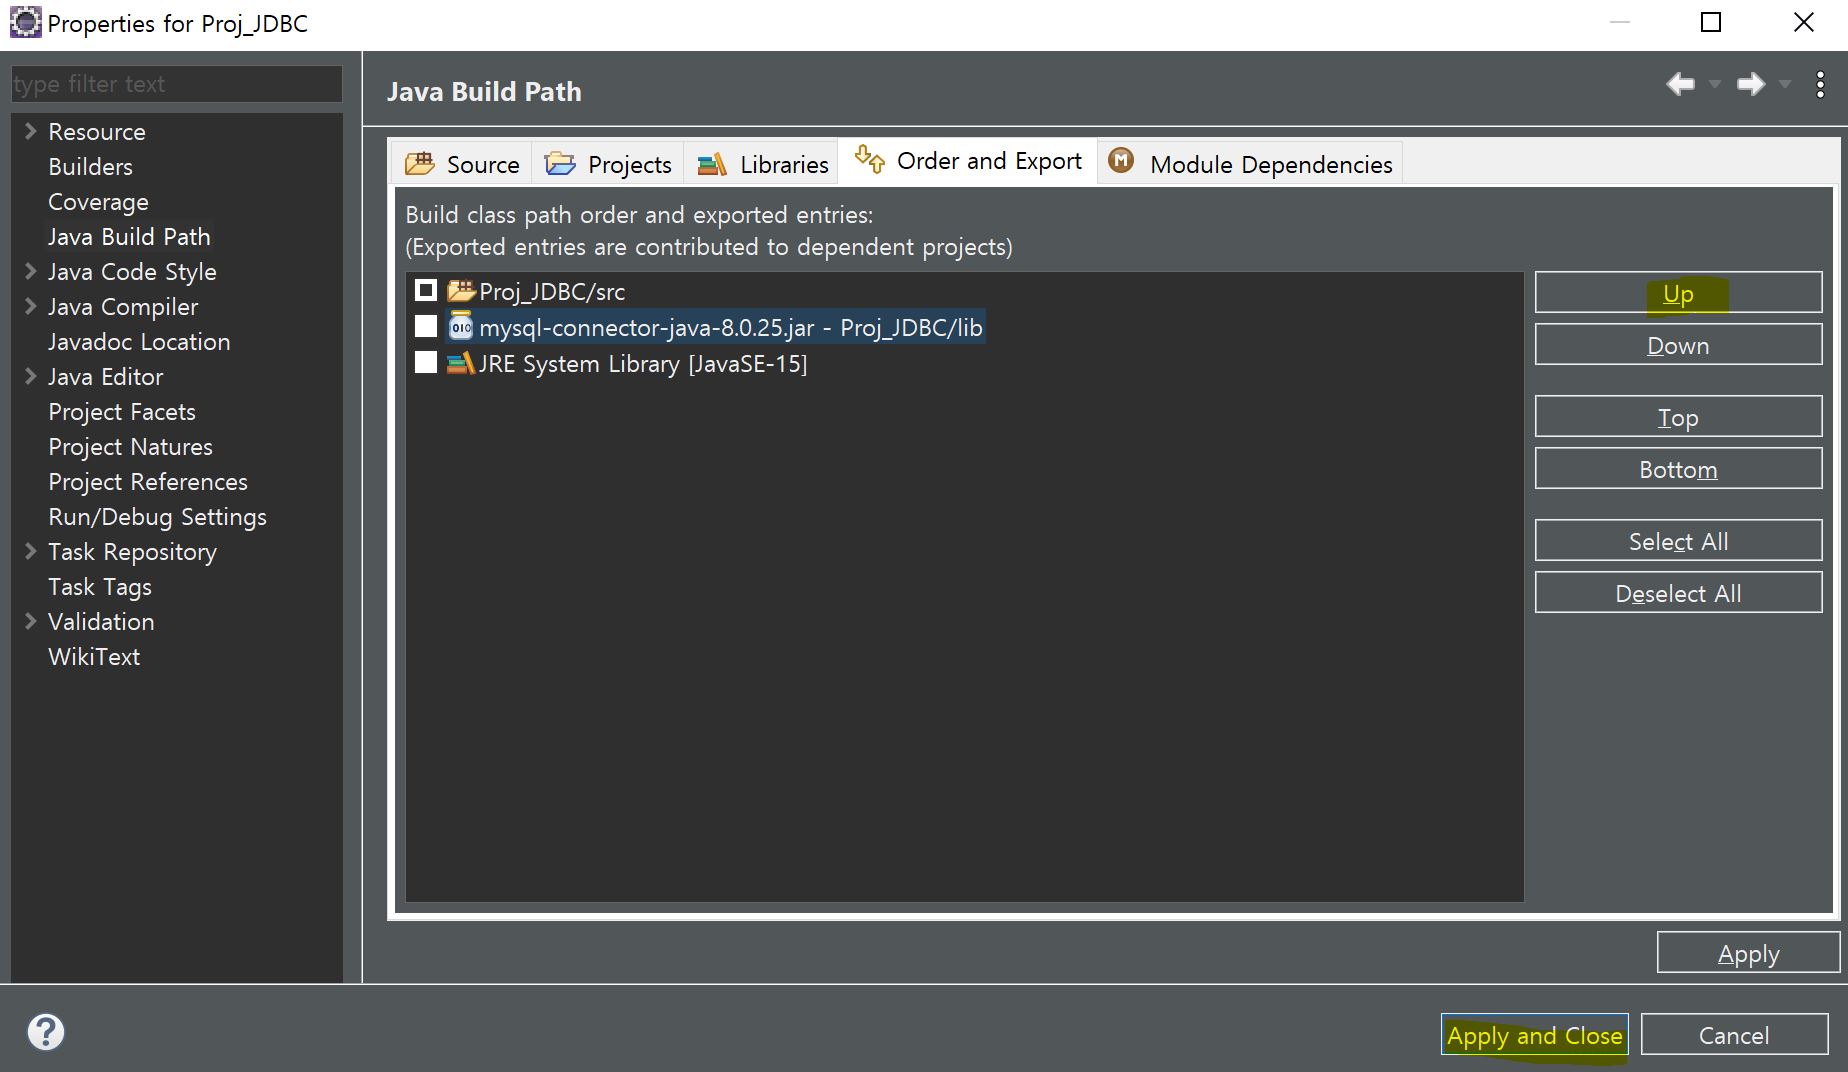 Properties for Proj_JDBC
type filter text
Resource
Builders
Coverage
Java Build Path
Java Code Style
Java Compiler
Javadoc Location
Java Editor
Project Facets
Project Natures
Project References
Run/Debug Settings
Task Repository
Task Tags
Validation
WikiText
Java Build Path
Source Projects Libraries Order and Export M Module Dependencies
Build class path order and exported entries:
(Exported entries are contributed to dependent projects)
Proj_JDBC/src
010 mysql-connector-java-8.0.25.jar - Proj_JDBC/lib
JRE System Library [JavaSE-15]
Up
Down
Top
Bottom
Select All
Deselect All
Apply
?
Apply and Close Cancel